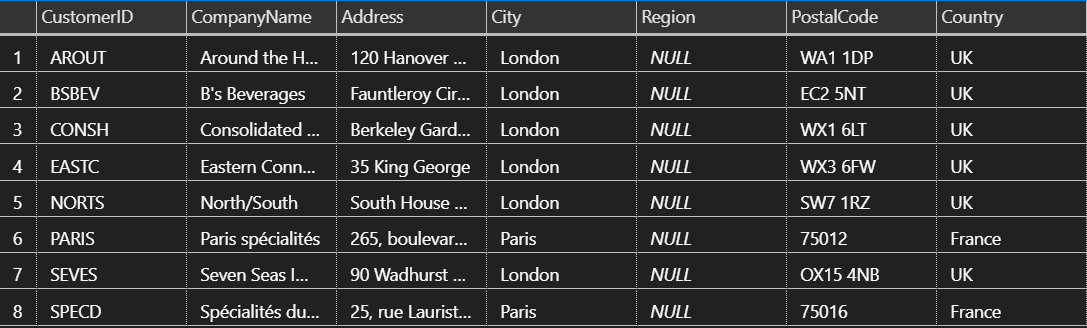 CustomerID CompanyName Address City Region PostalCode Country
1 AROUT Around the H... 120 Hanover ... London NULL WA1 1DP UK
2 BSBEV B's Beverages Fauntleroy Cir... London NULL EC2 5NT UK
3 CONSH Consolidated ... Berkeley Gard... London NULL WX1 6LT UK
4 EASTC Eastern Conn... 35 King George London NULL WX3 6FW UK
5 NORTS North/South South House ... London NULL SW7 1RZ UK
6 PARIS Paris spécialités 265, boulevar... Paris NULL 75012 France
7 SEVES Seven Seas I... 90 Wadhurst ... London NULL OX15 4NB UK
8 SPECD Spécialités du... 25, rue Laurist... Paris NULL 75016 France